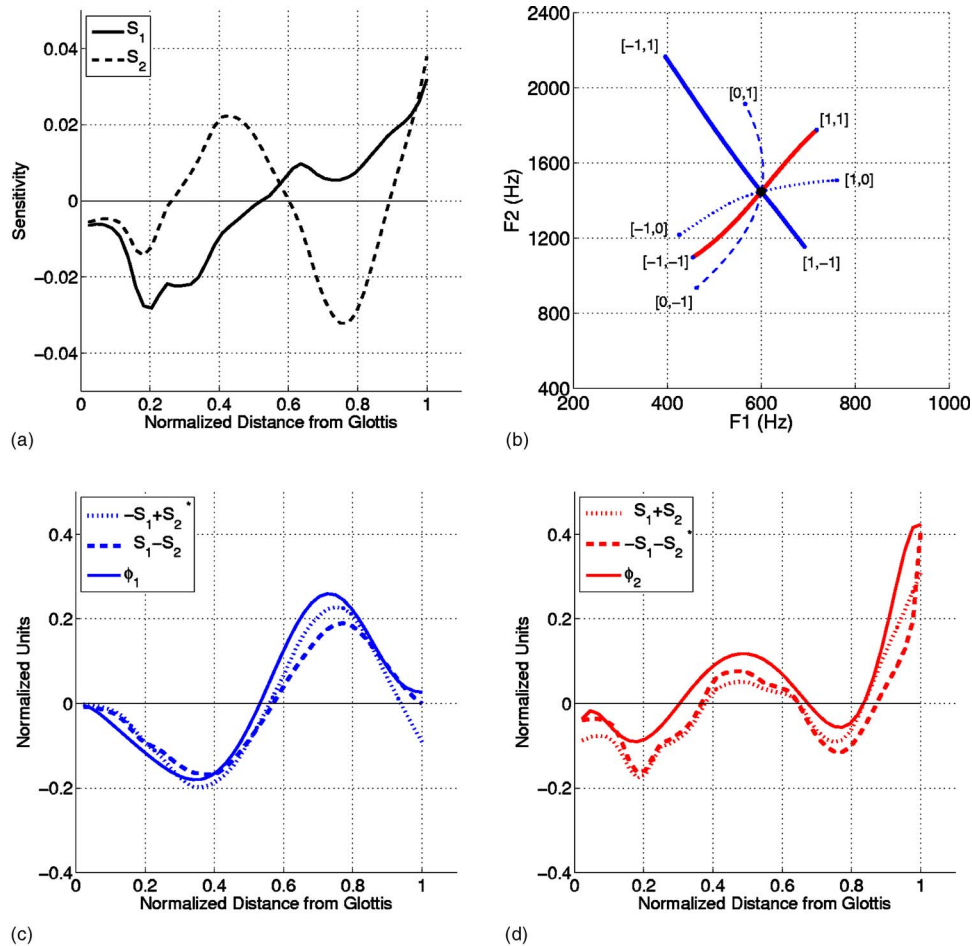 S1
S2
0.04
0.02
0
−0.02
−0.04
Sensitivity
0 0.2 0.4 0.6 0.8 1
Normalized Distance from Glottis
(a)
2400
2000
1600
1200
800
400
F2 (Hz)
[-1,1]
[0,1]
[1,1]
[1,0]
[-1,0]
[-1,-1]
[1,-1]
[0,-1]
200 400 600 800 1000
F1 (Hz)
(b)
−S1+S2*
S1−S2
ϕ1
0.4
0.2
0
−0.2
−0.4
Normalized Units
0 0.2 0.4 0.6 0.8 1
Normalized Distance from Glottis
(c)
S1+S2
−S1−S2*
ϕ2
0.4
0.2
0
−0.2
−0.4
Normalized Units
0 0.2 0.4 0.6 0.8 1
Normalized Distance from Glottis
(d)